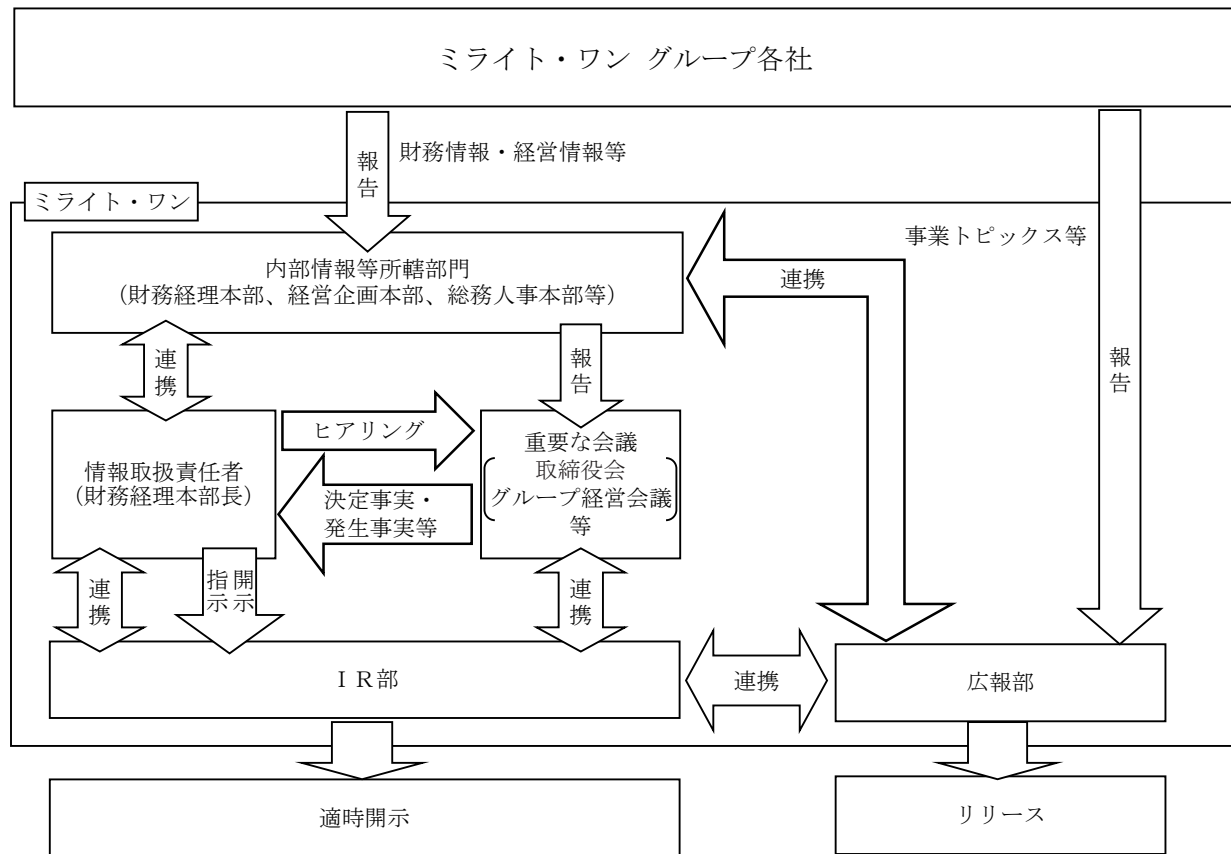 ミライト・ワン グループ各社
報告
財務情報・経営情報等
ミライト・ワン
事業トピックス等
内部情報等所轄部門
(財務経理本部、経営企画本部、総務人事本部等)
連携
連携
報告
報告
ヒアリング
重要な会議
取締役会
グループ経営会議
等
情報取扱責任者
(財務経理本部長)
決定事実・
発生事実等
連携
開示
指示
連携
ＩＲ部
連携
広報部
適時開示
リリース